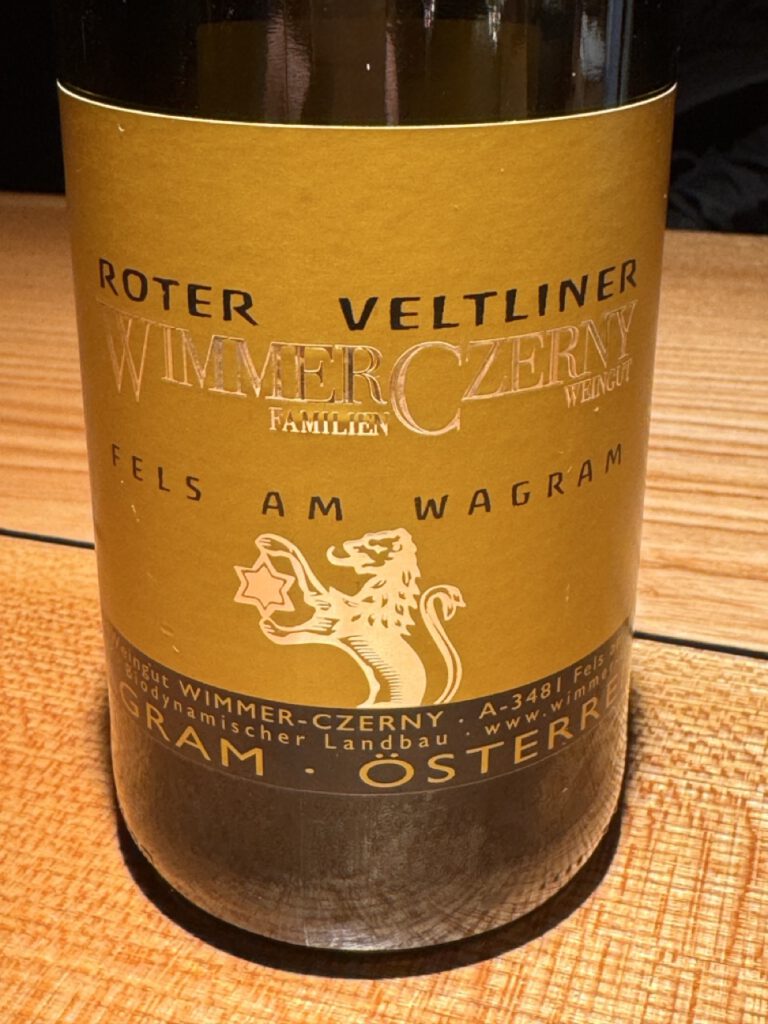 ROTER VELTLINER
WIMMER CZERNY
FAMILIEN WEINGUT
FELS AM WAGRAM
Weingut WIMMER-CZERNY · A-3481 Fels
Biodynamischer Landbau · www.wimmer
GRAM · ÖSTERRE